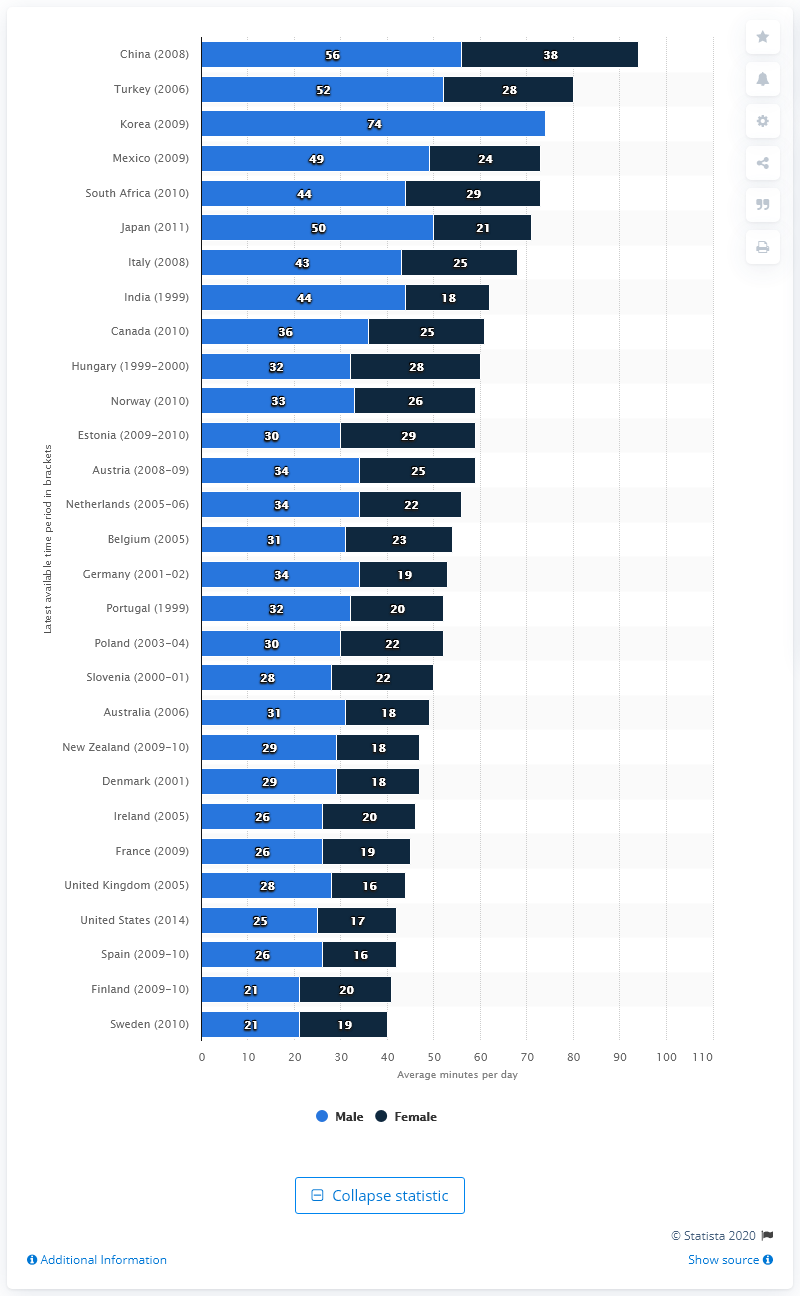 China (2008) 56 38
Turkey (2006) 52 28
Korea (2009) 74
Mexico (2009) 49 24
South Africa (2010) 44 29
Japan (2011) 50 21
Italy (2008) 43 25
India (1999) 44 18
Canada (2010) 36 25
Hungary (1999-2000) 32 28
Norway (2010) 33 26
Estonia (2009-2010) 30 29
Austria (2008-09) 34 25
Netherlands (2005-06) 34 22
Belgium (2005) 31 23
Germany (2001-02) 34 19
Portugal (1999) 32 20
Poland (2003-04) 30 22
Slovenia (2000-01) 28 22
Australia (2006) 31 18
New Zealand (2009-10) 29 18
Denmark (2001) 29 18
Ireland (2005) 26 20
France (2009) 26 19
United Kingdom (2005) 28 16
United States (2014) 25 17
Spain (2009-10) 26 16
Finland (2009-10) 21 20
Sweden (2010) 21 19
Latest available time period in brackets
0 10 20 30 40 50 60 70 80 90 100 110
Average minutes per day
Male Female
Collapse statistic
© Statista 2020
Additional Information Show source